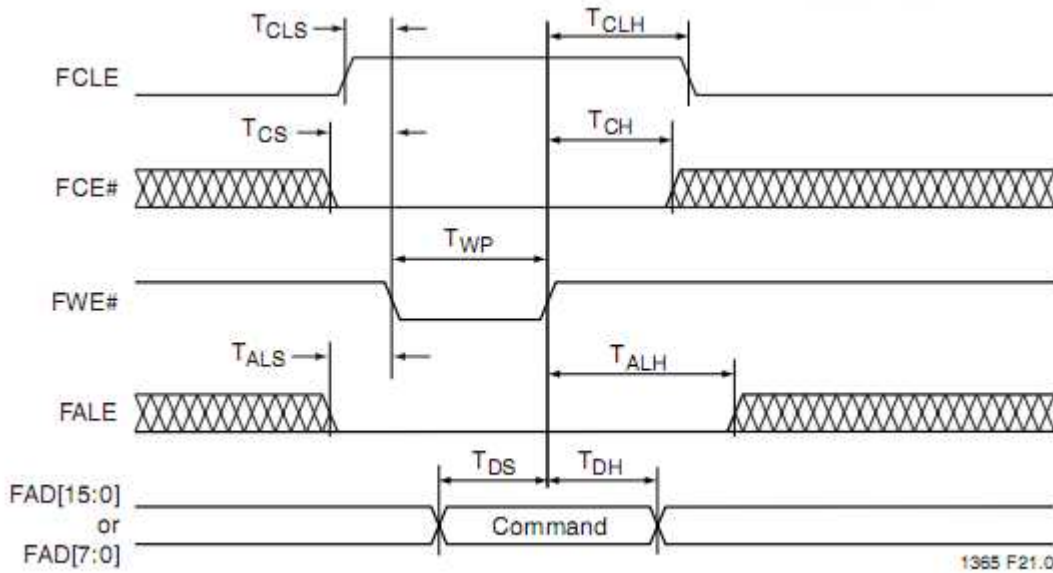 TCLS
TCLH
FCLE
TCS
TCH
FCE#
TWP
FWE#
TALS
TALH
FALE
TDS
TDH
FAD[15:0]
or
FAD[7:0]
Command
1365 F21.0